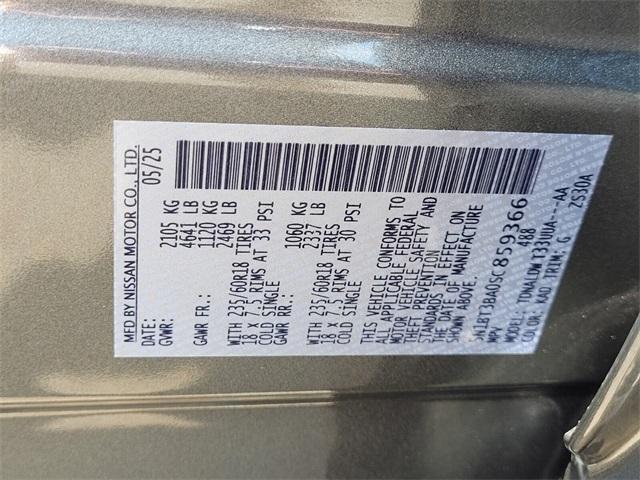 MFD BY NISSAN MOTOR CO., LTD.
DATE: 05/25
GVWR: 2105 KG
4641 LB
GAWR FR.: 1120 KG
2469 LB
WITH 235/60R18 TIRES
18 X 7.5 RIMS AT 33 PSI
COLD SINGLE
GAWR RR.: 1060 KG
2337 LB
WITH 235/60R18 TIRES
18 X 7.5 RIMS AT 30 PSI
COLD SINGLE
THIS VEHICLE CONFORMS TO
ALL APPLICABLE FEDERAL
MOTOR VEHICLE SAFETY AND
THEFT PREVENTION
STANDARDS IN EFFECT ON
THE DATE OF MANUFACTURE
SHOWN ABOVE.
5N1BT3BA0SC859366
MPV 488
MODEL: TDNALDW T33UUA---AA
COLOR: KAD TRIM: G 2S30A